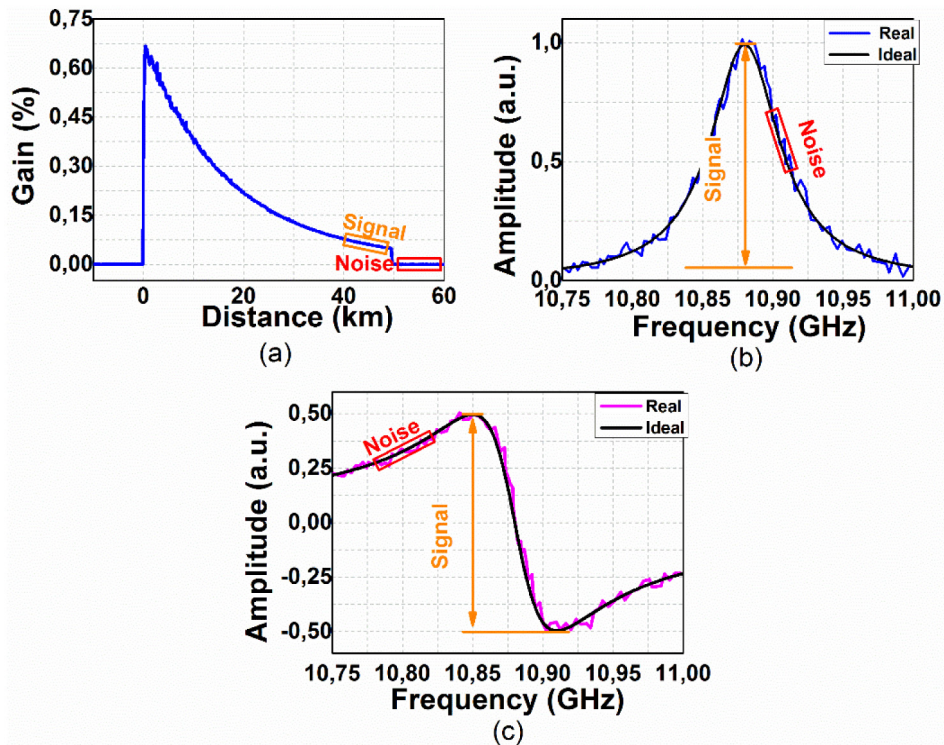 0,75
0,60
0,45
0,30
0,15
0,00
Gain (%)
Signal
Noise
0
20
40
60
Distance (km)
(a)
1,0
0,5
0,0
Amplitude (a.u.)
Real
Ideal
Signal
Noise
10,75
10,80
10,85
10,90
10,95
11,00
Frequency (GHz)
(b)
0,50
0,25
0,00
-0,25
-0,50
Amplitude (a.u.)
Real
Ideal
Noise
Signal
10,75
10,80
10,85
10,90
10,95
11,00
Frequency (GHz)
(c)